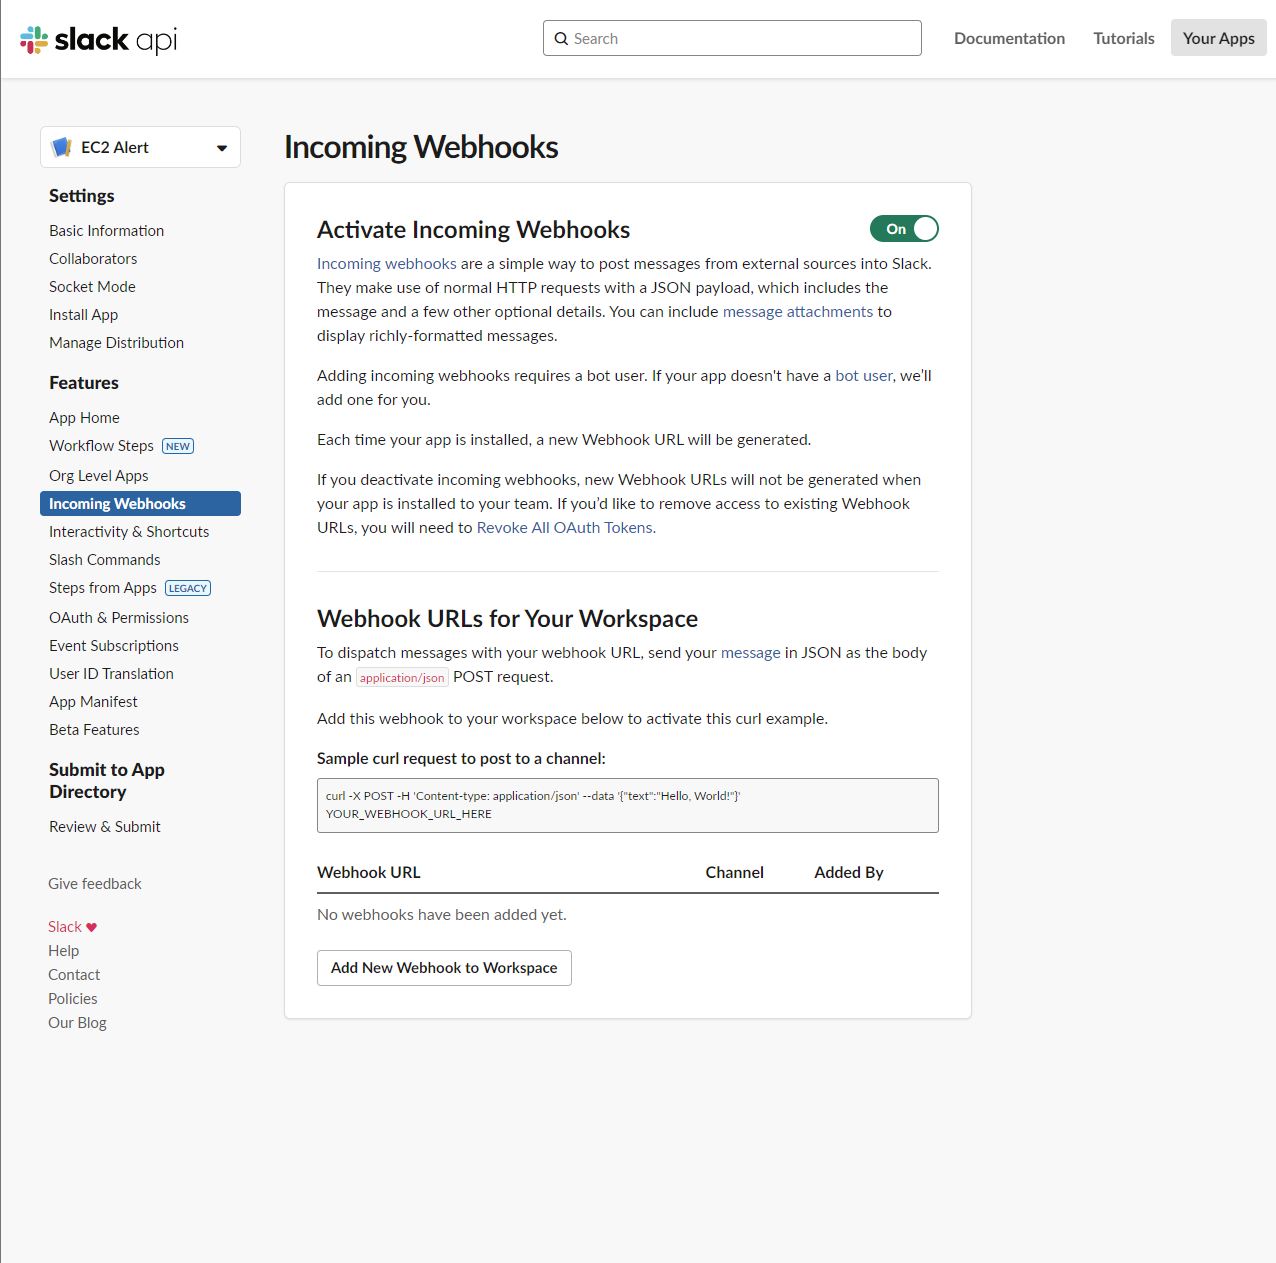 slack api
Search
Documentation
Tutorials
Your Apps
EC2 Alert
Settings
Basic Information
Collaborators
Socket Mode
Install App
Manage Distribution
Features
App Home
Workflow Steps NEW
Org Level Apps
Incoming Webhooks
Interactivity & Shortcuts
Slash Commands
Steps from Apps LEGACY
OAuth & Permissions
Event Subscriptions
User ID Translation
App Manifest
Beta Features
Submit to App
Directory
Review & Submit
Give feedback
Slack ♥
Help
Contact
Policies
Our Blog
Incoming Webhooks
Activate Incoming Webhooks
On
Incoming webhooks are a simple way to post messages from external sources into Slack.
They make use of normal HTTP requests with a JSON payload, which includes the
message and a few other optional details. You can include message attachments to
display richly-formatted messages.
Adding incoming webhooks requires a bot user. If your app doesn't have a bot user, we’ll
add one for you.
Each time your app is installed, a new Webhook URL will be generated.
If you deactivate incoming webhooks, new Webhook URLs will not be generated when
your app is installed to your team. If you’d like to remove access to existing Webhook
URLs, you will need to Revoke All OAuth Tokens.
Webhook URLs for Your Workspace
To dispatch messages with your webhook URL, send your message in JSON as the body
of an application/json POST request.
Add this webhook to your workspace below to activate this curl example.
Sample curl request to post to a channel:
curl -X POST -H 'Content-type: application/json' --data '{"text":"Hello, World!"}'
YOUR_WEBHOOK_URL_HERE
Webhook URL
Channel
Added By
No webhooks have been added yet.
Add New Webhook to Workspace